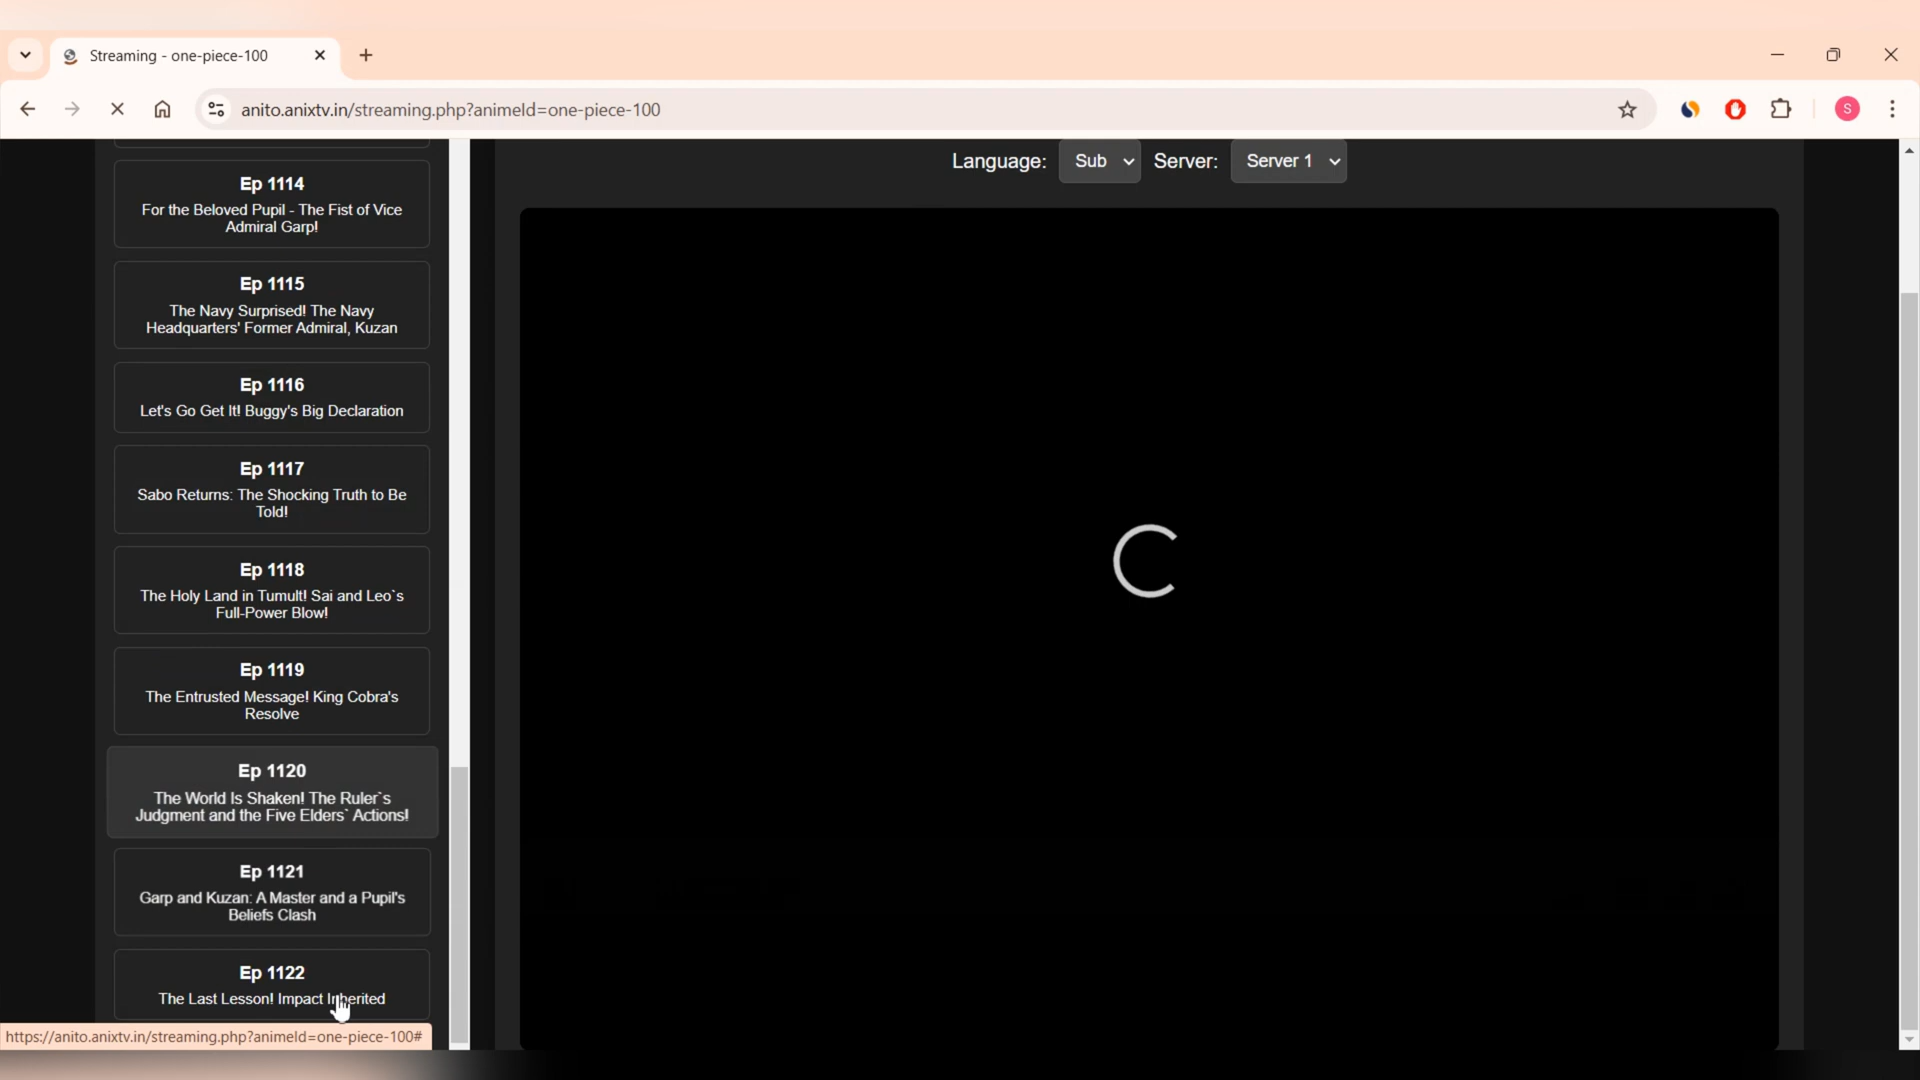 Streaming - one-piece-100
anito.anixtv.in/streaming.php?animeId=one-piece-100
S
Language: Sub Server: Server 1
Ep 1114
For the Beloved Pupil - The Fist of Vice
Admiral Garp!
Ep 1115
The Navy Surprised! The Navy
Headquarters' Former Admiral, Kuzan
Ep 1116
Let's Go Get It! Buggy's Big Declaration
Ep 1117
Sabo Returns: The Shocking Truth to Be
Told!
Ep 1118
The Holy Land in Tumult! Sai and Leo`s
Full-Power Blow!
Ep 1119
The Entrusted Message! King Cobra's
Resolve
Ep 1120
The World Is Shaken! The Ruler`s
Judgment and the Five Elders` Actions!
Ep 1121
Garp and Kuzan: A Master and a Pupil's
Beliefs Clash
Ep 1122
The Last Lesson! Impact Inherited
https://anito.anixtv.in/streaming.php?animeId=one-piece-100#